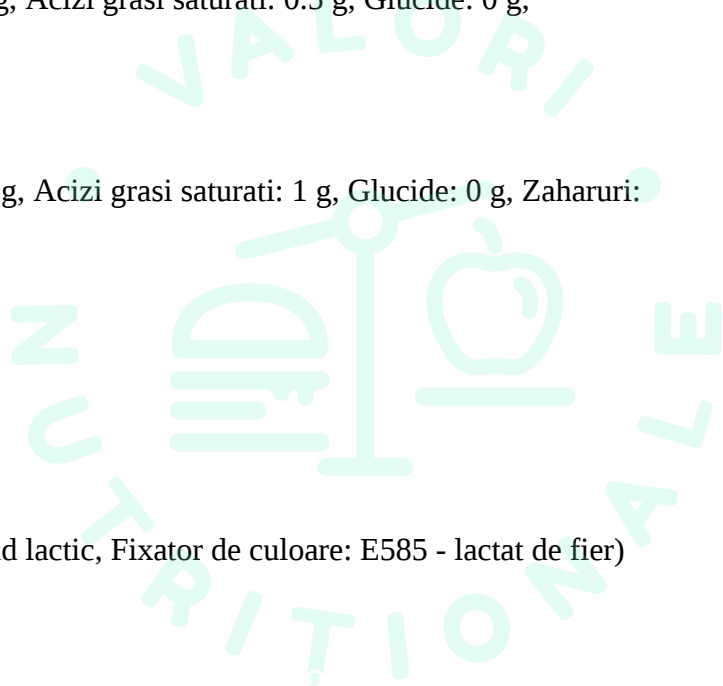 g, Acizi grasi saturati: 0.5 g, Glucide: 0 g,
VALORI
g, Acizi grasi saturati: 1 g, Glucide: 0 g, Zaharuri:
d lactic, Fixator de culoare: E585 - lactat de fier)
NUTRIȚIONALE